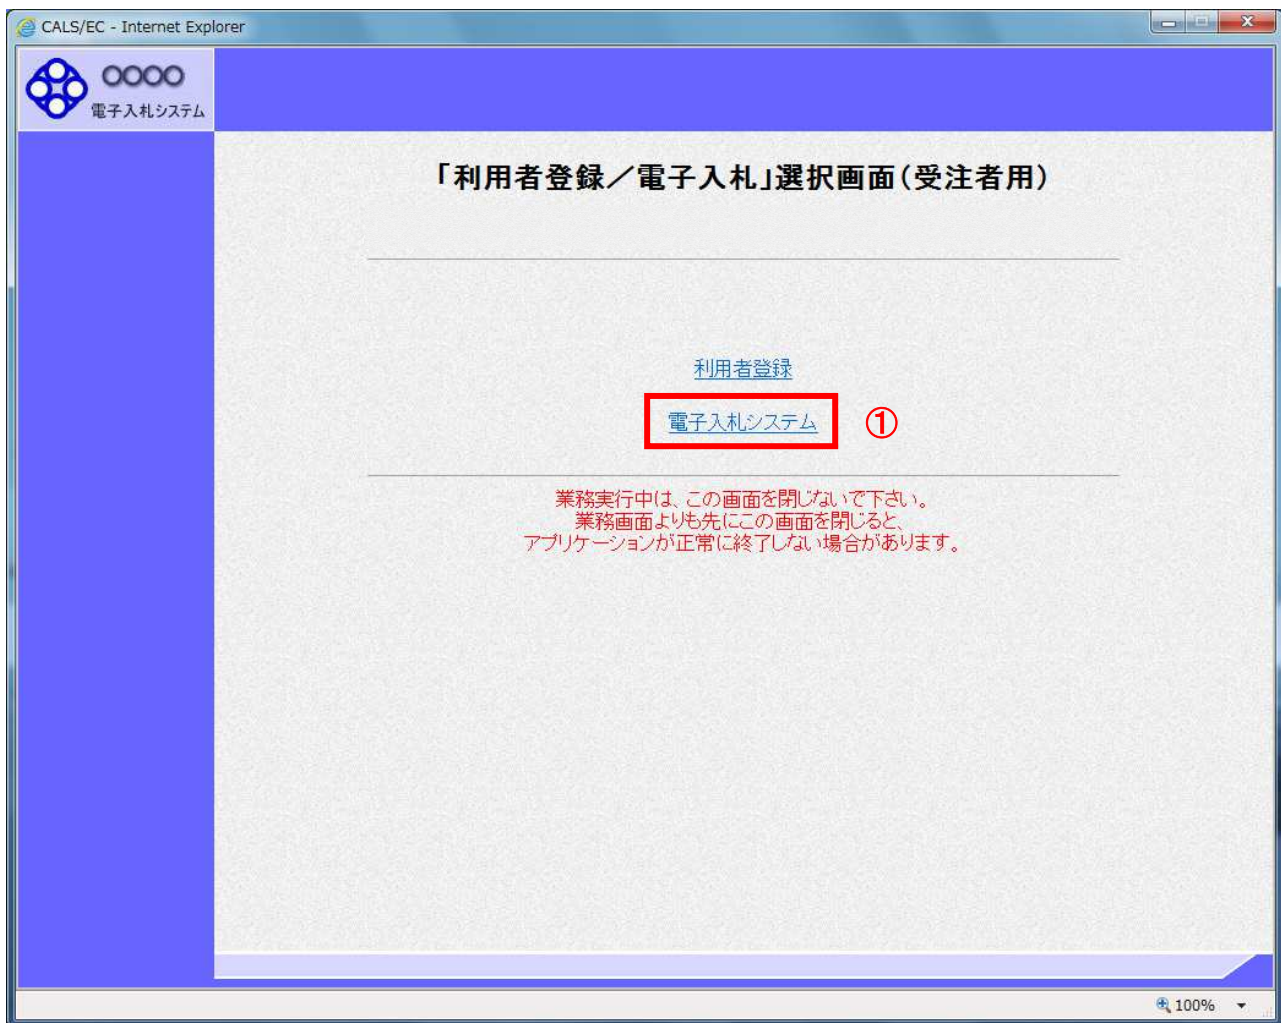 CALS/EC - Internet Explorer
○○○○
電子入札システム
「利用者登録／電子入札」選択画面(受注者用)
利用者登録
電子入札システム ①
業務実行中は、この画面を閉じないで下さい。
業務画面よりも先にこの画面を閉じると、
アプリケーションが正常に終了しない場合があります。
100%